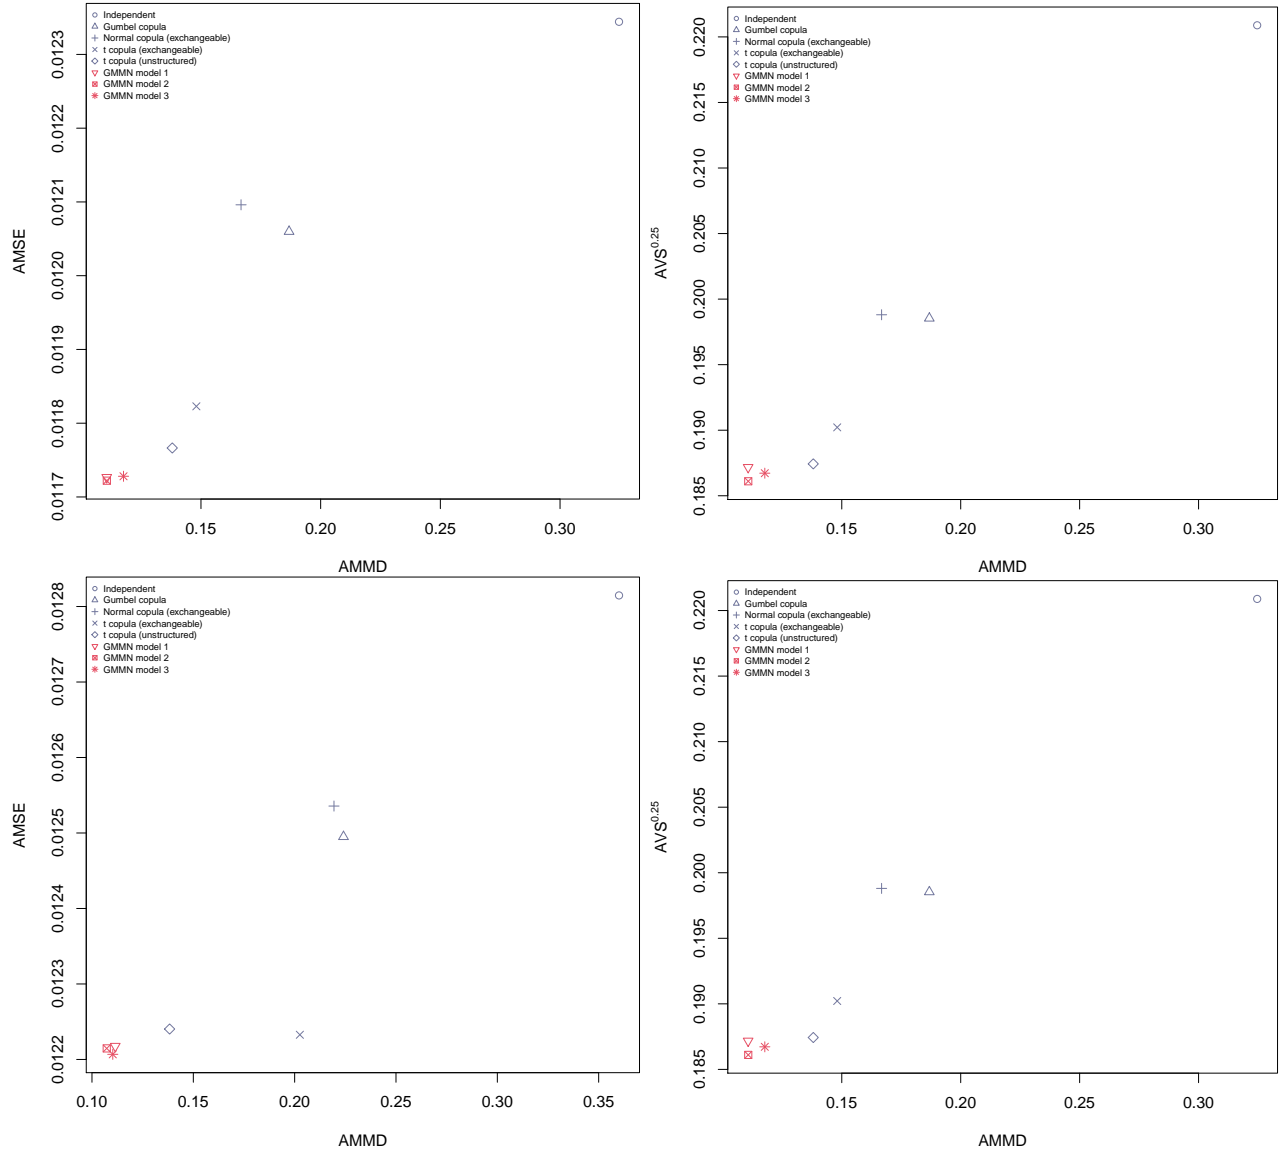 Independent
Gumbel copula
Normal copula (exchangeable)
t copula (exchangeable)
t copula (unstructured)
GMMN model 1
GMMN model 2
GMMN model 3
AMSE
0.0123
0.0122
0.0121
0.0120
0.0119
0.0118
0.0117
0.15 0.20 0.25 0.30
AMMD
Independent
Gumbel copula
Normal copula (exchangeable)
t copula (exchangeable)
t copula (unstructured)
GMMN model 1
GMMN model 2
GMMN model 3
AVS^0.25
0.220
0.215
0.210
0.205
0.200
0.195
0.190
0.185
0.15 0.20 0.25 0.30
AMMD
Independent
Gumbel copula
Normal copula (exchangeable)
t copula (exchangeable)
t copula (unstructured)
GMMN model 1
GMMN model 2
GMMN model 3
AMSE
0.0128
0.0127
0.0126
0.0125
0.0124
0.0123
0.0122
0.10 0.15 0.20 0.25 0.30 0.35
AMMD
Independent
Gumbel copula
Normal copula (exchangeable)
t copula (exchangeable)
t copula (unstructured)
GMMN model 1
GMMN model 2
GMMN model 3
AVS^0.25
0.220
0.215
0.210
0.205
0.200
0.195
0.190
0.185
0.15 0.20 0.25 0.30
AMMD